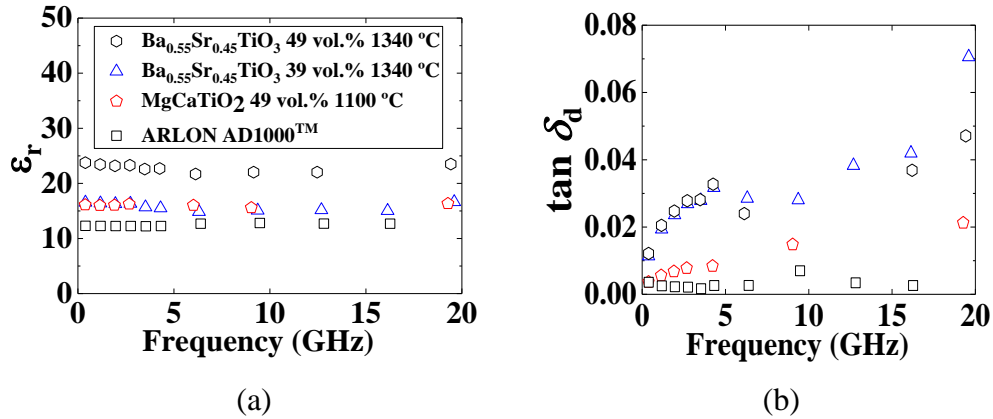 50
40
30
20
10
0
εr
Ba0.55Sr0.45TiO3 49 vol.% 1340 ºC
Ba0.55Sr0.45TiO3 39 vol.% 1340 ºC
MgCaTiO2 49 vol.% 1100 ºC
ARLON AD1000TM
0 5 10 15 20
Frequency (GHz)
(a)
0.08
0.06
0.04
0.02
0.00
tan δd
0 5 10 15 20
Frequency (GHz)
(b)